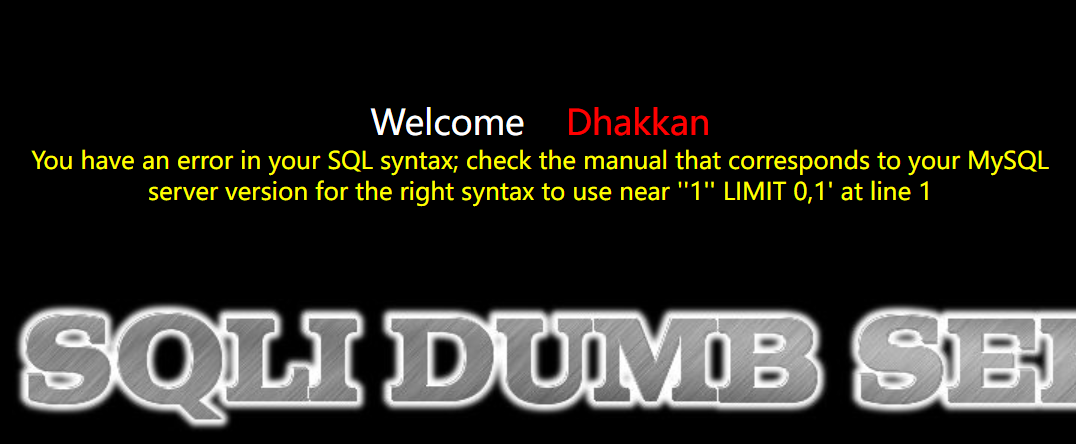 Welcome Dhakkan
You have an error in your SQL syntax; check the manual that corresponds to your MySQL
server version for the right syntax to use near ''1'' LIMIT 0,1' at line 1
SQLI DUMB